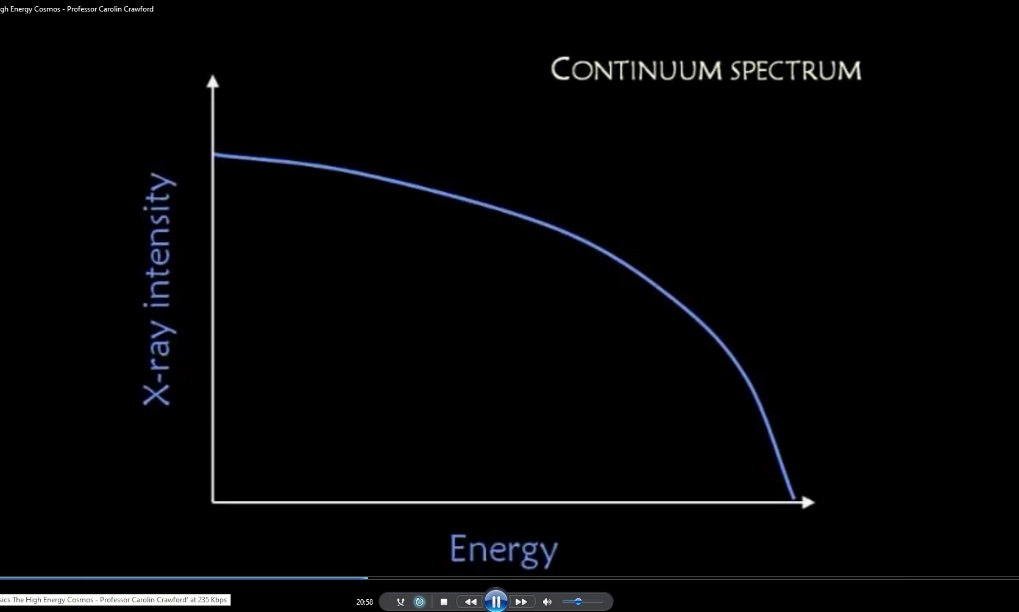 gh Energy Cosmos - Professor Carolin Crawford
CONTINUUM SPECTRUM
X-ray intensity
Energy
sics The High Energy Cosmos - Professor Carolin Crawford' at 235 Kbps
20:58